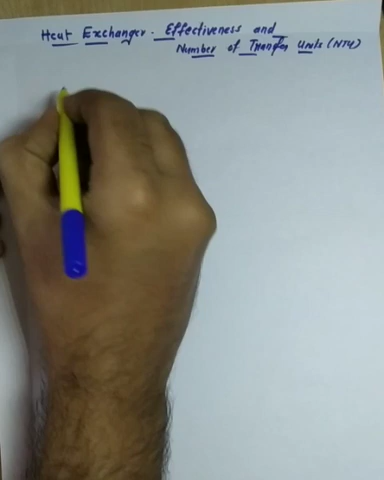 Heat Exchanger. Effectiveness and
Number of Transfer Units (NTU)